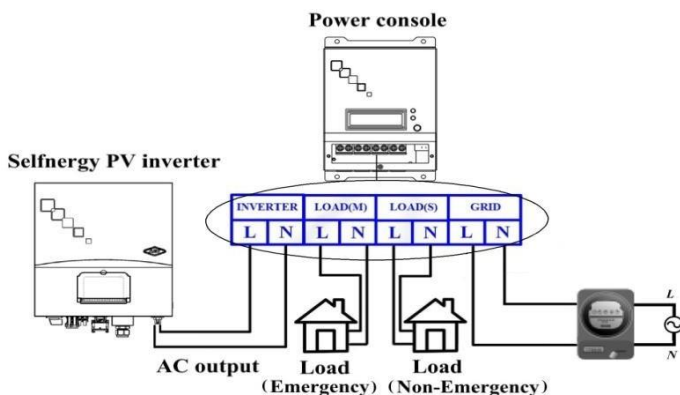 Power console
Selfnergy PV inverter
INVERTER LOAD(M) LOAD(S) GRID
L N L N L N L N
L
N
AC output
Load
(Emergency)
Load
(Non-Emergency)